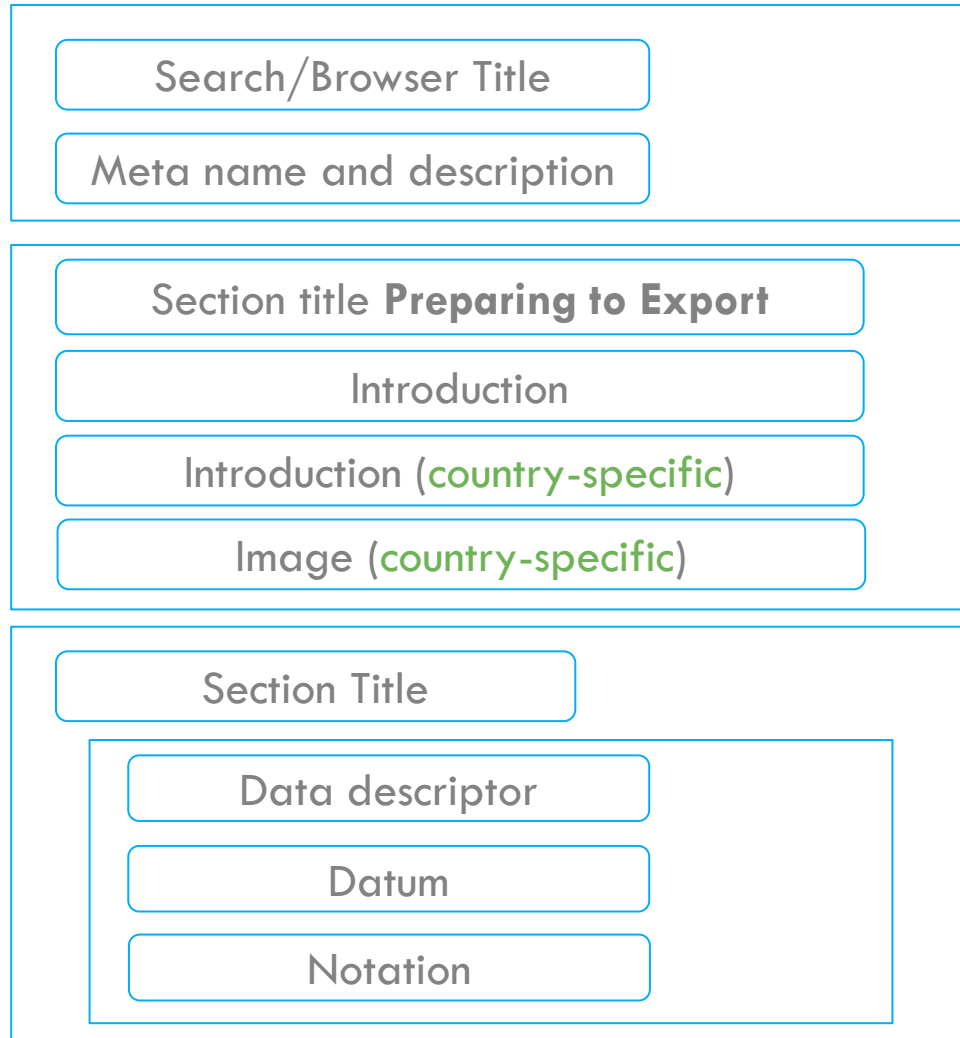 Search/Browser Title
Meta name and description
Section title Preparing to Export
Introduction
Introduction (country-specific)
Image (country-specific)
Section Title
Data descriptor
Datum
Notation